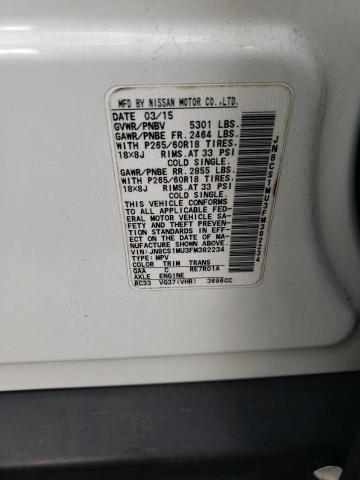 MFD BY NISSAN MOTOR CO.,LTD.
DATE 03/15
GVWR/PNBV 5301 LBS.
GAWR/PNBE FR. 2464 LBS.
WITH P265/60R18 TIRES.
18X8J RIMS.AT 33 PSI
COLD SINGLE.
GAWR/PNBE RR. 2855 LBS.
WITH P265/60R18 TIRES.
18X8J RIMS.AT 33 PSI
COLD SINGLE.
THIS VEHICLE CONFORMS
TO ALL APPLICABLE FED-
ERAL MOTOR VEHICLE SA-
FETY AND THEFT PREVEN-
TION STANDARDS IN EFF-
ECT ON THE DATE OF MA-
NUFACTURE SHOWN ABOVE.
VIN: JN8CS1MU3FM382234
TYPE: MPV
COLOR TRIM TRANS
QAA C RE7R01A
AXLE ENGINE
RC33 VQ37(VHR) 3696CC
JN8CS1MU3FM382234